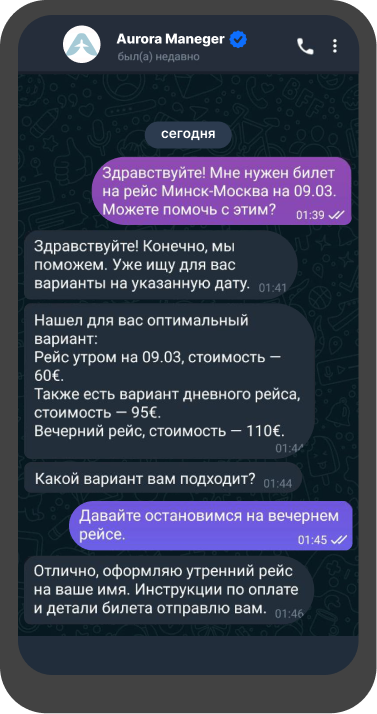 Aurora Maneger
был(а) недавно
сегодня
Здравствуйте! Мне нужен билет
на рейс Минск-Москва на 09.03.
Можете помочь с этим? 01:39
Здравствуйте! Конечно, мы
поможем. Уже ищу для вас
варианты на указанную дату. 01:41
Нашел для вас оптимальный
вариант:
Рейс утром на 09.03, стоимость —
60€.
Также есть вариант дневного рейса,
стоимость — 95€.
Вечерний рейс, стоимость — 110€.
01:44
Какой вариант вам подходит? 01:44
Давайте остановимся на вечернем
рейсе. 01:45
Отлично, оформляю утренний рейс
на ваше имя. Инструкции по оплате
и детали билета отправлю вам. 01:46